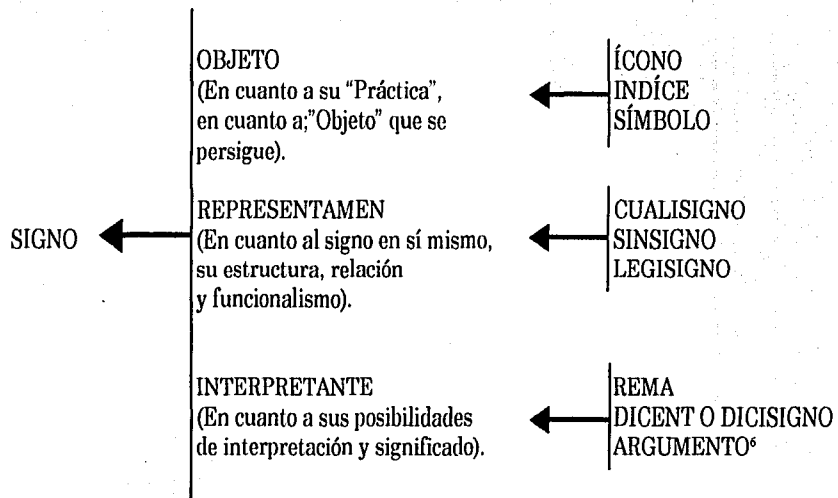 OBJETO
(En cuanto a su "Práctica",
en cuanto a;"Objeto" que se
persigue).
ÍCONO
INDÍCE
SÍMBOLO
SIGNO
REPRESENTAMEN
(En cuanto al signo en sí mismo,
su estructura, relación
y funcionalismo).
CUALISIGNO
SINSIGNO
LEGISIGNO
INTERPRETANTE
(En cuanto a sus posibilidades
de interpretación y significado).
REMA
DICENT O DICISIGNO
ARGUMENTO⁶